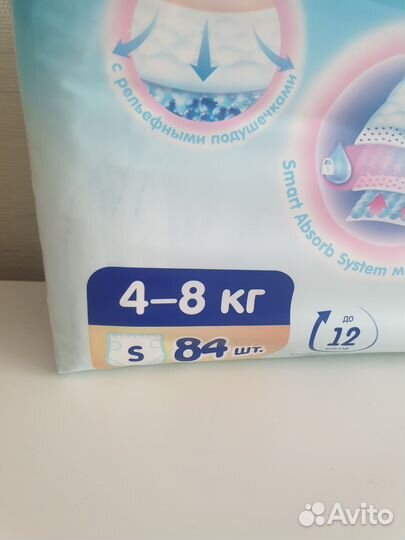 с рельефными подушечками
Smart Absorb System
4–8 кг
S 84 шт.
до
12
Avito